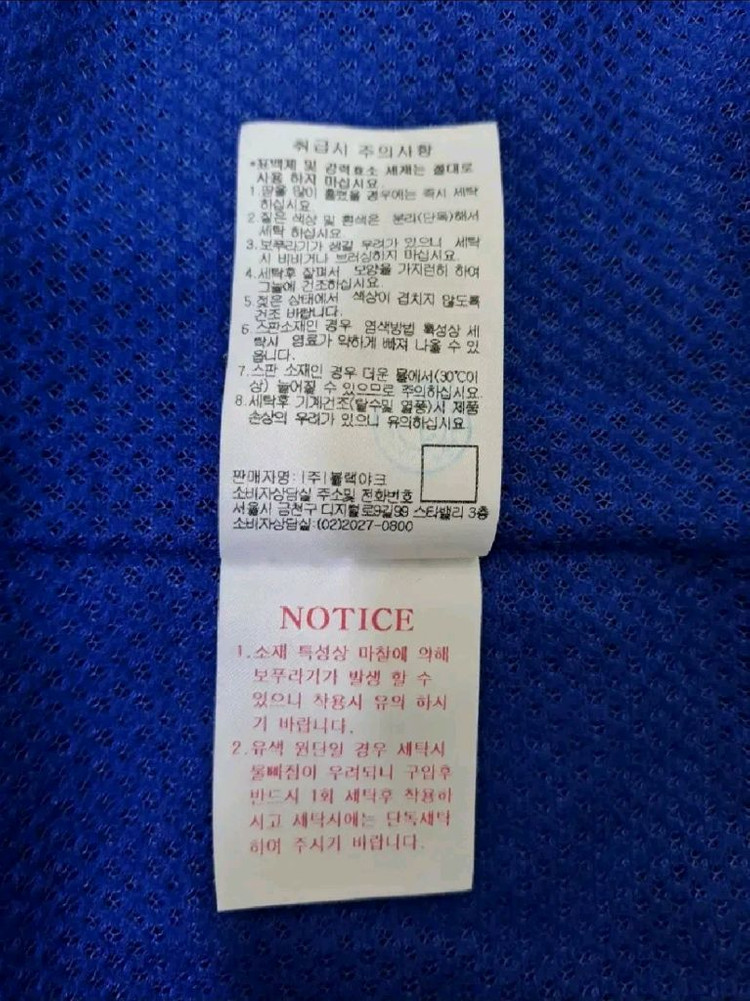 취급시 주의사항
*표백제 및 강력효소 세제는 절대로
사용 하지 마십시요.
1.땀을 많이 흘렸을 경우에는 즉시 세탁
하십시요.
2.짙은 색상 및 흰색은 분리(단독)해서
세탁 하십시요.
3.보푸라기가 생길 우려가 있으니 세탁
시 비비거나 브러싱하지 마십시요.
4.세탁후 잘펴서 모양을 가지런히 하여
그늘에 건조하십시요.
5.젖은 상태에서 색상이 겹치지 않도록
건조 바랍니다.
6.스판소재인 경우 염색방법 특성상 세
탁시 염료가 약하게 빠져 나올 수 있
읍니다.
7.스판 소재인 경우 더운 물에서(30℃이
상) 늘어질 수 있으므로 주의하십시요.
8.세탁후 기계건조(탈수및 열풍)시 제품
손상의 우려가 있으니 유의하십시요
판매자명:(주)블랙야크
소비자상담실 주소및 전화번호
서울시 금천구 디지털로9길99 스타밸리 3층
소비자상담실:(02)2027-0800
NOTICE
1.소재 특성상 마찰에 의해
보푸라기가 발생 할 수
있으니 착용시 유의 하시
기 바랍니다.
2.유색 원단일 경우 세탁시
물빠짐이 우려되니 구입후
반드시 1회 세탁후 착용하
시고 세탁시에는 단독세탁
하여 주시기 바랍니다.